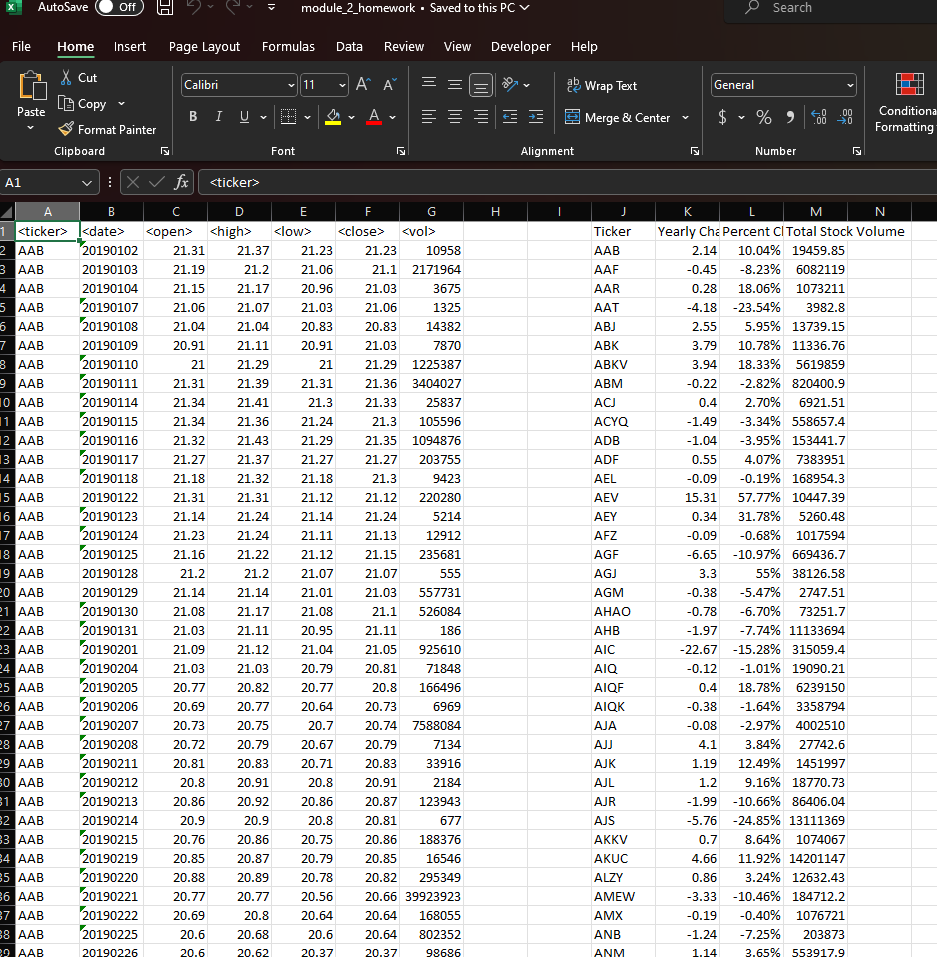 AutoSave Off module_2_homework • Saved to this PC Search
File Home Insert Page Layout Formulas Data Review View Developer Help
Paste Cut Copy Format Painter Clipboard
Calibri 11 A^ A˅ B I U A Font
ab Wrap Text Merge & Center Alignment
General $ % 9 Number
Conditiona
Formatting
A1 fx <ticker>
A B C D E F G H I J K L M N
1 <ticker> <date> <open> <high> <low> <close> <vol> Ticker Yearly Cha Percent Cl Total Stock Volume
2 AAB 20190102 21.31 21.37 21.23 21.23 10958 AAB 2.14 10.04% 19459.85
3 AAB 20190103 21.19 21.2 21.06 21.1 2171964 AAF -0.45 -8.23% 6082119
4 AAB 20190104 21.15 21.17 20.96 21.03 3675 AAR 0.28 18.06% 1073211
5 AAB 20190107 21.06 21.07 21.03 21.06 1325 AAT -4.18 -23.54% 3982.8
6 AAB 20190108 21.04 21.04 20.83 20.83 14382 ABJ 2.55 5.95% 13739.15
7 AAB 20190109 20.91 21.11 20.91 21.03 7870 ABK 3.79 10.78% 11336.76
8 AAB 20190110 21 21.29 21 21.29 1225387 ABKV 3.94 18.33% 5619859
9 AAB 20190111 21.31 21.39 21.31 21.36 3404027 ABM -0.22 -2.82% 820400.9
10 AAB 20190114 21.34 21.41 21.3 21.33 25837 ACJ 0.4 2.70% 6921.51
11 AAB 20190115 21.34 21.36 21.24 21.3 105596 ACYQ -1.49 -3.34% 558657.4
12 AAB 20190116 21.32 21.43 21.29 21.35 1094876 ADB -1.04 -3.95% 153441.7
13 AAB 20190117 21.27 21.37 21.27 21.27 203755 ADF 0.55 4.07% 7383951
14 AAB 20190118 21.18 21.32 21.18 21.3 9423 AEL -0.09 -0.19% 168954.3
15 AAB 20190122 21.31 21.31 21.12 21.12 220280 AEV 15.31 57.77% 10447.39
16 AAB 20190123 21.14 21.24 21.14 21.24 5214 AEY 0.34 31.78% 5260.48
17 AAB 20190124 21.23 21.24 21.11 21.13 12912 AFZ -0.09 -0.68% 1017594
18 AAB 20190125 21.16 21.22 21.12 21.15 235681 AGF -6.65 -10.97% 669436.7
19 AAB 20190128 21.2 21.2 21.07 21.07 555 AGJ 3.3 55% 38126.58
20 AAB 20190129 21.14 21.14 21.01 21.03 557731 AGM -0.38 -5.47% 2747.51
21 AAB 20190130 21.08 21.17 21.08 21.1 526084 AHAO -0.78 -6.70% 73251.7
22 AAB 20190131 21.03 21.11 20.95 21.11 186 AHB -1.97 -7.74% 11133694
23 AAB 20190201 21.09 21.12 21.04 21.05 925610 AIC -22.67 -15.28% 315059.4
24 AAB 20190204 21.03 21.03 20.79 20.81 71848 AIQ -0.12 -1.01% 19090.21
25 AAB 20190205 20.77 20.82 20.77 20.8 166496 AIQF 0.4 18.78% 6239150
26 AAB 20190206 20.69 20.77 20.64 20.73 6969 AIQK -0.38 -1.64% 3358794
27 AAB 20190207 20.73 20.75 20.7 20.74 7588084 AJA -0.08 -2.97% 4002510
28 AAB 20190208 20.72 20.79 20.67 20.79 7134 AJJ 4.1 3.84% 27742.6
29 AAB 20190211 20.81 20.83 20.71 20.83 33916 AJK 1.19 12.49% 1451997
30 AAB 20190212 20.8 20.91 20.8 20.91 2184 AJL 1.2 9.16% 18770.73
31 AAB 20190213 20.86 20.92 20.86 20.87 123943 AJR -1.99 -10.66% 86406.04
32 AAB 20190214 20.9 20.9 20.8 20.81 677 AJS -5.76 -24.85% 13111369
33 AAB 20190215 20.76 20.86 20.75 20.86 188376 AKKV 0.7 8.64% 1074067
34 AAB 20190219 20.85 20.87 20.79 20.85 16546 AKUC 4.66 11.92% 14201147
35 AAB 20190220 20.88 20.89 20.78 20.82 295349 ALZY 0.86 3.24% 12632.43
36 AAB 20190221 20.77 20.77 20.56 20.66 39923923 AMEW -3.33 -10.46% 184712.2
37 AAB 20190222 20.69 20.8 20.64 20.64 168055 AMX -0.19 -0.40% 1076721
38 AAB 20190225 20.6 20.68 20.6 20.64 802352 ANB -1.24 -7.25% 203873
39 AAB 20190226 20.6 20.62 20.37 20.37 98686 ANM 1.14 3.65% 553917.9